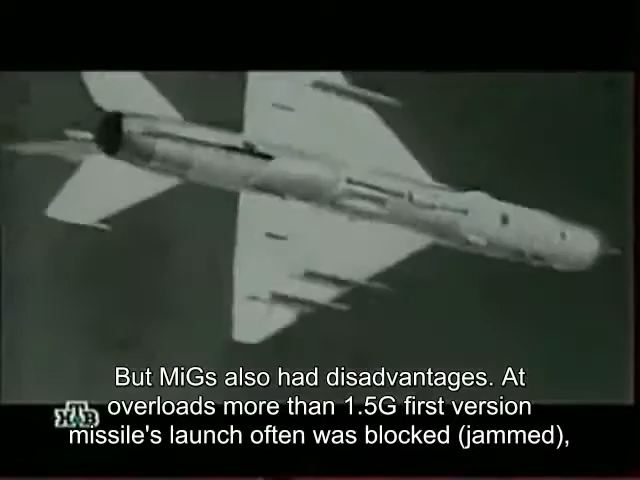 But MiGs also had disadvantages. At
overloads more than 1.5G first version
missile's launch often was blocked (jammed),
НТВ